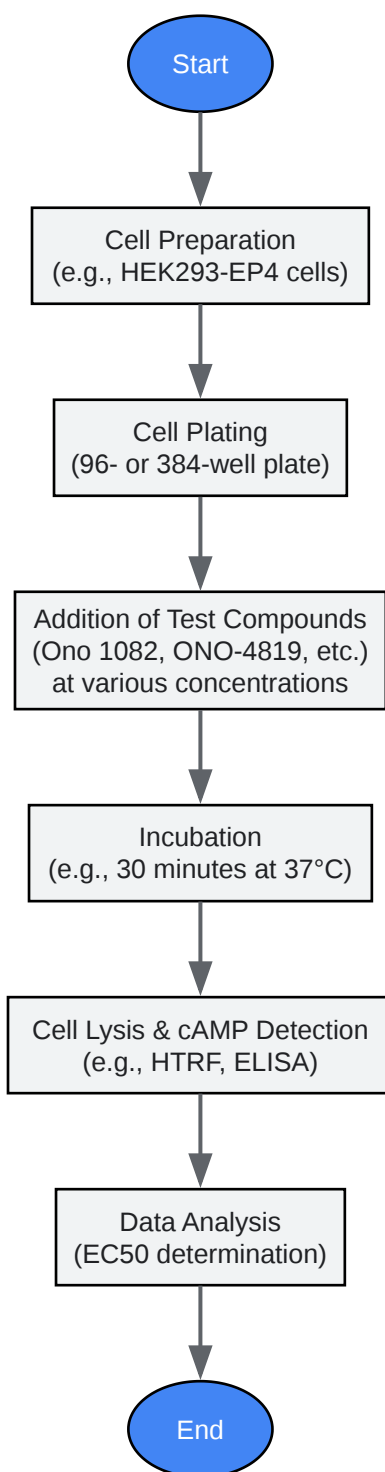 Start
Cell Preparation
(e.g., HEK293-EP4 cells)
Cell Plating
(96- or 384-well plate)
Addition of Test Compounds
(Ono 1082, ONO-4819, etc.)
at various concentrations
Incubation
(e.g., 30 minutes at 37°C)
Cell Lysis & cAMP Detection
(e.g., HTRF, ELISA)
Data Analysis
(EC50 determination)
End